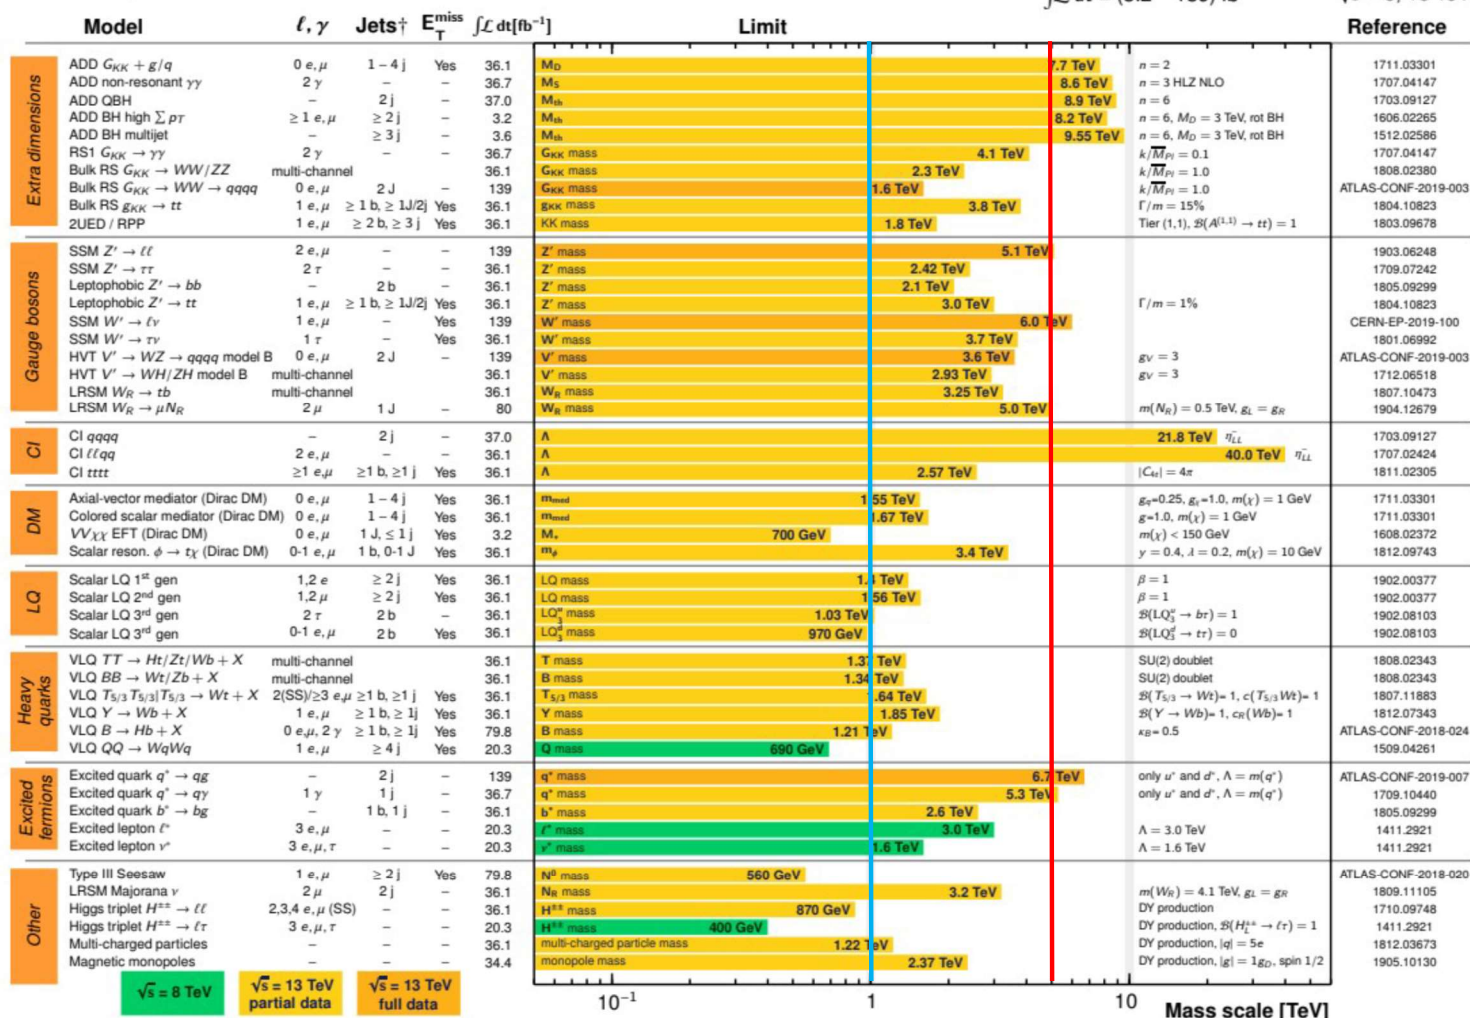 Model ℓ, γ Jets† E_T^miss ∫ℒ dt[fb⁻¹] Limit Reference
Extra dimensions
ADD G_KK + g/q 0 e, μ 1 − 4 j Yes 36.1 M_D 7.7 TeV n = 2 1711.03301
ADD non-resonant γγ 2 γ − − 36.7 M_S 8.6 TeV n = 3 HLZ NLO 1707.04147
ADD QBH − 2 j − 37.0 M_th 8.9 TeV n = 6 1703.09127
ADD BH high ∑ p_T ≥ 1 e, μ ≥ 2 j − 3.2 M_th 8.2 TeV n = 6, M_D = 3 TeV, rot BH 1606.02265
ADD BH multijet − ≥ 3 j − 3.6 M_th 9.55 TeV n = 6, M_D = 3 TeV, rot BH 1512.02586
RS1 G_KK → γγ 2 γ − − 36.7 G_KK mass 4.1 TeV k/M̄_Pl = 0.1 1707.04147
Bulk RS G_KK → WW/ZZ multi-channel 36.1 G_KK mass 2.3 TeV k/M̄_Pl = 1.0 1808.02380
Bulk RS G_KK → WW → qqqq 0 e, μ 2 J − 139 G_KK mass 1.6 TeV k/M̄_Pl = 1.0 ATLAS-CONF-2019-003
Bulk RS g_KK → tt 1 e, μ ≥ 1 b, ≥ 1J/2j Yes 36.1 g_KK mass 3.8 TeV Γ/m = 15% 1804.10823
2UED / RPP 1 e, μ ≥ 2 b, ≥ 3 j Yes 36.1 KK mass 1.8 TeV Tier (1,1), ℬ(A^(1,1) → tt) = 1 1803.09678
Gauge bosons
SSM Z′ → ℓℓ 2 e, μ − − 139 Z′ mass 5.1 TeV 1903.06248
SSM Z′ → ττ 2 τ − − 36.1 Z′ mass 2.42 TeV 1709.07242
Leptophobic Z′ → bb − 2 b − 36.1 Z′ mass 2.1 TeV 1805.09299
Leptophobic Z′ → tt 1 e, μ ≥ 1 b, ≥ 1J/2j Yes 36.1 Z′ mass 3.0 TeV Γ/m = 1% 1804.10823
SSM W′ → ℓν 1 e, μ − Yes 139 W′ mass 6.0 TeV CERN-EP-2019-100
SSM W′ → τν 1 τ − Yes 36.1 W′ mass 3.7 TeV 1801.06992
HVT V′ → WZ → qqqq model B 0 e, μ 2 J − 139 V′ mass 3.6 TeV g_V = 3 ATLAS-CONF-2019-003
HVT V′ → WH/ZH model B multi-channel 36.1 V′ mass 2.93 TeV g_V = 3 1712.06518
LRSM W_R → tb multi-channel 36.1 W_R mass 3.25 TeV 1807.10473
LRSM W_R → μN_R 2 μ 1 J − 80 W_R mass 5.0 TeV m(N_R) = 0.5 TeV, g_L = g_R 1904.12679
CI
CI qqqq − 2 j − 37.0 Λ 21.8 TeV η⁻_LL 1703.09127
CI ℓℓqq 2 e, μ − − 36.1 Λ 40.0 TeV η⁻_LL 1707.02424
CI tttt ≥1 e,μ ≥1 b, ≥1 j Yes 36.1 Λ 2.57 TeV |C_4t| = 4π 1811.02305
DM
Axial-vector mediator (Dirac DM) 0 e, μ 1 − 4 j Yes 36.1 m_med 1.55 TeV g_q=0.25, g_χ=1.0, m(χ) = 1 GeV 1711.03301
Colored scalar mediator (Dirac DM) 0 e, μ 1 − 4 j Yes 36.1 m_med 1.67 TeV g=1.0, m(χ) = 1 GeV 1711.03301
VVχχ EFT (Dirac DM) 0 e, μ 1 J, ≤ 1 j Yes 3.2 M_* 700 GeV m(χ) < 150 GeV 1608.02372
Scalar reson. φ → tχ (Dirac DM) 0-1 e, μ 1 b, 0-1 J Yes 36.1 m_φ 3.4 TeV y = 0.4, λ = 0.2, m(χ) = 10 GeV 1812.09743
LQ
Scalar LQ 1st gen 1,2 e ≥ 2 j Yes 36.1 LQ mass 1.4 TeV β = 1 1902.00377
Scalar LQ 2nd gen 1,2 μ ≥ 2 j Yes 36.1 LQ mass 1.56 TeV β = 1 1902.00377
Scalar LQ 3rd gen 2 τ 2 b − 36.1 LQ₃ᵘ mass 1.03 TeV ℬ(LQ₃ᵘ → bτ) = 1 1902.08103
Scalar LQ 3rd gen 0-1 e, μ 2 b Yes 36.1 LQ₃ᵈ mass 970 GeV ℬ(LQ₃ᵈ → tτ) = 0 1902.08103
Heavy quarks
VLQ TT → Ht/Zt/Wb + X multi-channel 36.1 T mass 1.37 TeV SU(2) doublet 1808.02343
VLQ BB → Wt/Zb + X multi-channel 36.1 B mass 1.34 TeV SU(2) doublet 1808.02343
VLQ T_5/3 T_5/3|T_5/3 → Wt + X 2(SS)/≥3 e,μ ≥1 b, ≥1 j Yes 36.1 T_5/3 mass 1.64 TeV ℬ(T_5/3 → Wt)= 1, c(T_5/3 Wt)= 1 1807.11883
VLQ Y → Wb + X 1 e, μ ≥ 1 b, ≥ 1j Yes 36.1 Y mass 1.85 TeV ℬ(Y → Wb)= 1, c_R(Wb)= 1 1812.07343
VLQ B → Hb + X 0 e,μ, 2 γ ≥ 1 b, ≥ 1j Yes 79.8 B mass 1.21 TeV κ_B= 0.5 ATLAS-CONF-2018-024
VLQ QQ → WqWq 1 e, μ ≥ 4 j Yes 20.3 Q mass 690 GeV 1509.04261
Excited fermions
Excited quark q* → qg − 2 j − 139 q* mass 6.7 TeV only u* and d*, Λ = m(q*) ATLAS-CONF-2019-007
Excited quark q* → qγ 1 γ 1 j − 36.7 q* mass 5.3 TeV only u* and d*, Λ = m(q*) 1709.10440
Excited quark b* → bg − 1 b, 1 j − 36.1 b* mass 2.6 TeV 1805.09299
Excited lepton ℓ* 3 e, μ − − 20.3 ℓ* mass 3.0 TeV Λ = 3.0 TeV 1411.2921
Excited lepton ν* 3 e, μ, τ − − 20.3 ν* mass 1.6 TeV Λ = 1.6 TeV 1411.2921
Other
Type III Seesaw 1 e, μ ≥ 2 j Yes 79.8 N⁰ mass 560 GeV ATLAS-CONF-2018-020
LRSM Majorana ν 2 μ 2 j − 36.1 N_R mass 3.2 TeV m(W_R) = 4.1 TeV, g_L = g_R 1809.11105
Higgs triplet H^±± → ℓℓ 2,3,4 e, μ (SS) − − 36.1 H^±± mass 870 GeV DY production 1710.09748
Higgs triplet H^±± → ℓτ 3 e, μ, τ − − 20.3 H^±± mass 400 GeV DY production, ℬ(H_L^±± → ℓτ) = 1 1411.2921
Multi-charged particles − − − 36.1 multi-charged particle mass 1.22 TeV DY production, |q| = 5e 1812.03673
Magnetic monopoles − − − 34.4 monopole mass 2.37 TeV DY production, |g| = 1g_D, spin 1/2 1905.10130
√s = 8 TeV √s = 13 TeV partial data √s = 13 TeV full data
10⁻¹ 1 10
Mass scale [TeV]